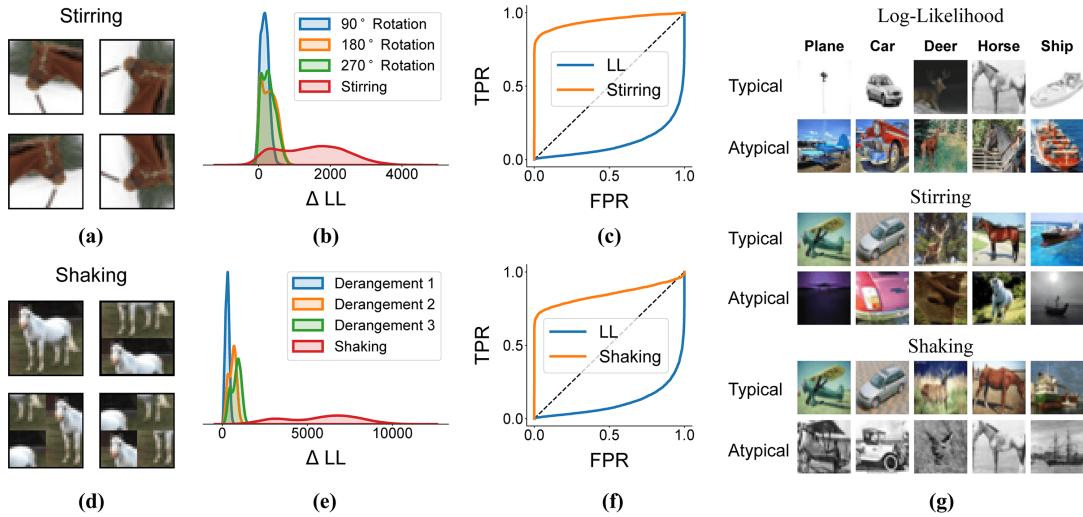 Stirring
(a)
90° Rotation
180° Rotation
270° Rotation
Stirring
0 2000 4000
Δ LL
(b)
TPR
1.0
0.5
0.0
LL
Stirring
0.0 0.5 1.0
FPR
(c)
Shaking
(d)
Derangement 1
Derangement 2
Derangement 3
Shaking
0 5000 10000
Δ LL
(e)
TPR
1.0
0.5
0.0
LL
Shaking
0.0 0.5 1.0
FPR
(f)
Log-Likelihood
Plane Car Deer Horse Ship
Typical
Atypical
Stirring
Typical
Atypical
Shaking
Typical
Atypical
(g)